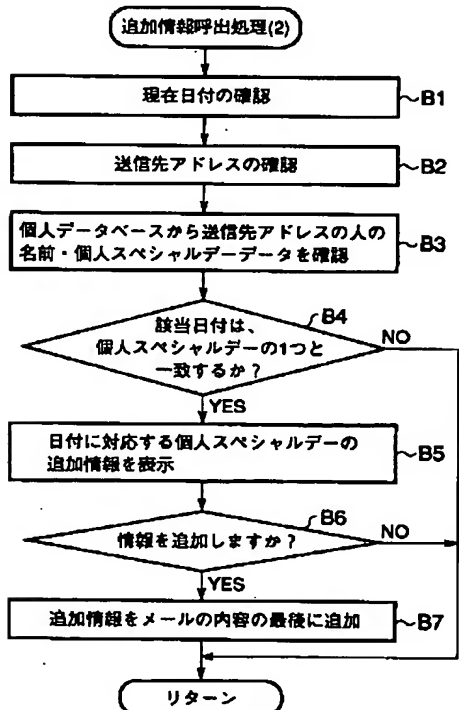 追加情報呼出処理(2)
現在日付の確認
B1
送信先アドレスの確認
B2
個人データベースから送信先アドレスの人の
名前・個人スペシャルデーデータを確認
B3
B4
該当日付は、
個人スペシャルデーの1つと
一致するか?
NO
YES
日付に対応する個人スペシャルデーの
追加情報を表示
B5
B6
情報を追加しますか?
NO
YES
追加情報をメールの内容の最後に追加
B7
リターン